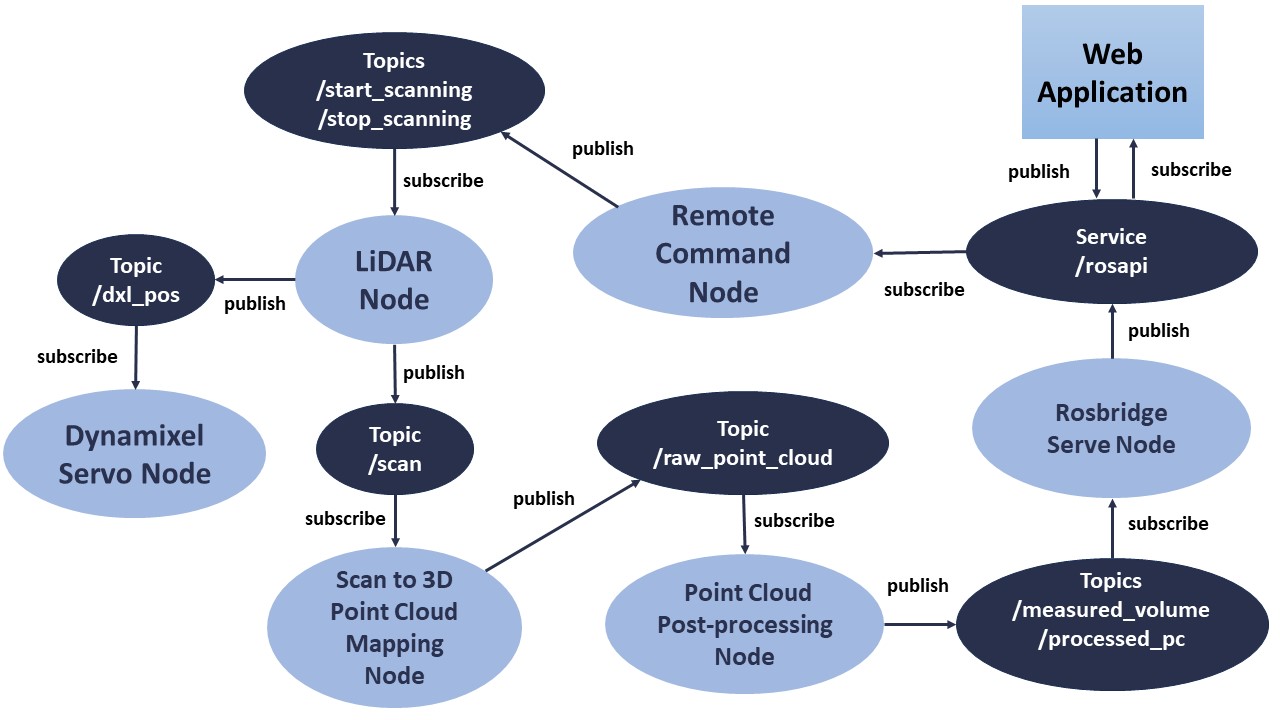 Topics
/start_scanning
/stop_scanning
Web
Application
publish
subscribe
publish
subscribe
Remote
Command
Node
Service
/rosapi
subscribe
LiDAR
Node
Topic
/dxl_pos
publish
subscribe
publish
publish
Dynamixel
Servo Node
Topic
/scan
Topic
/raw_point_cloud
Rosbridge
Serve Node
subscribe
publish
subscribe
subscribe
Scan to 3D
Point Cloud
Mapping
Node
Point Cloud
Post-processing
Node
publish
Topics
/measured_volume
/processed_pc